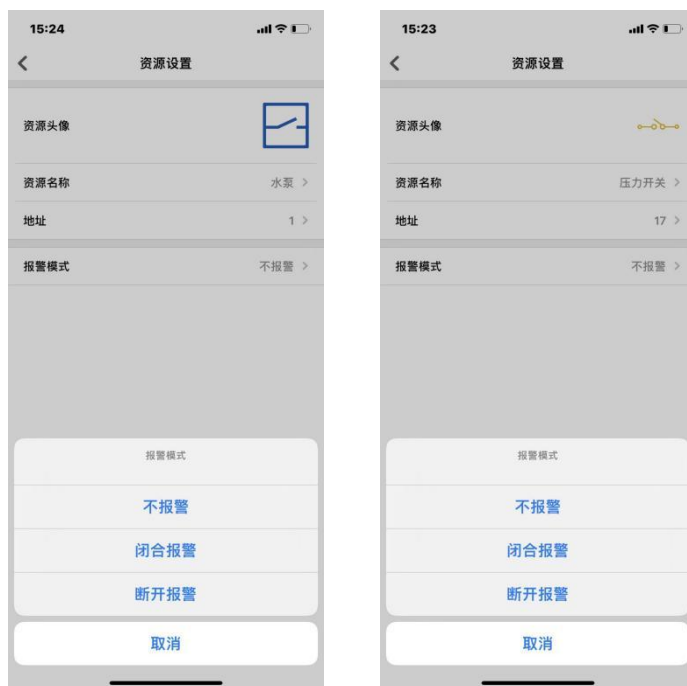 15:24
资源设置
资源头像
资源名称 水泵
地址 1
报警模式 不报警
报警模式
不报警
闭合报警
断开报警
取消
15:23
资源设置
资源头像
资源名称 压力开关
地址 17
报警模式 不报警
报警模式
不报警
闭合报警
断开报警
取消